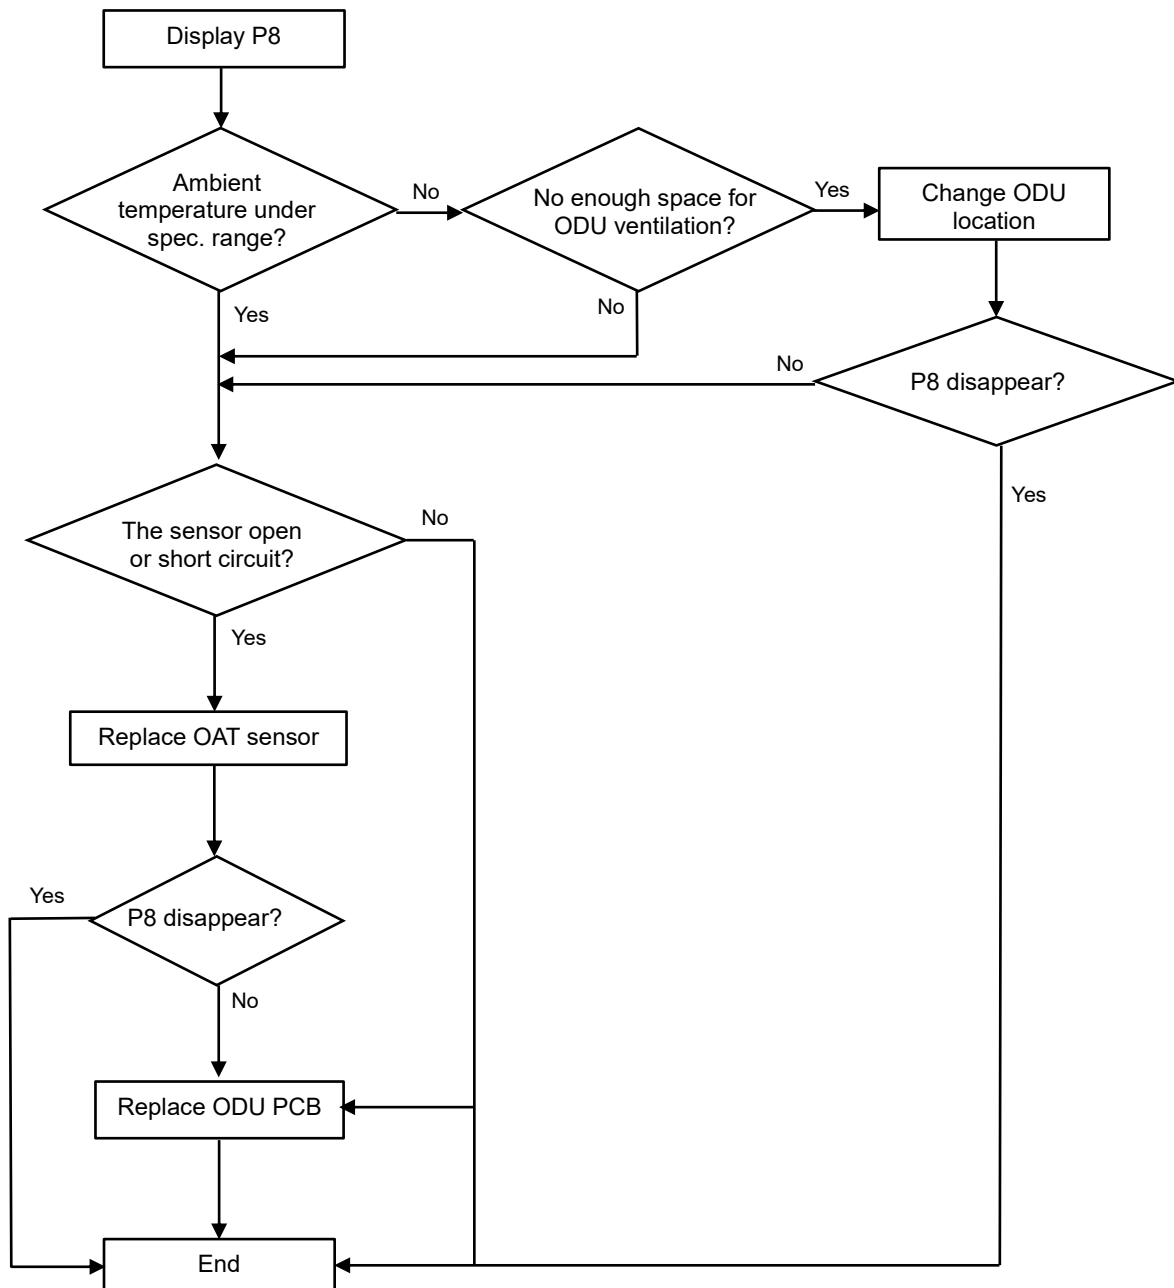 Display P8
Ambient
temperature under
spec. range?
No
No enough space for
ODU ventilation?
Yes
Change ODU
location
Yes
No
No
P8 disappear?
Yes
The sensor open
or short circuit?
No
Yes
Replace OAT sensor
Yes
P8 disappear?
No
Replace ODU PCB
End